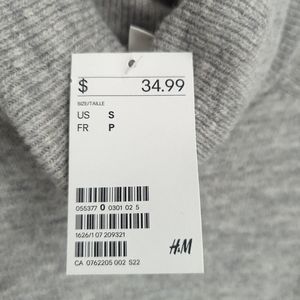 $ 34.99
SIZE/TAILLE
US S
FR P
055377 0 0301 02 5
1626/1 07 209321
CA 0762205 002 S22
H&M